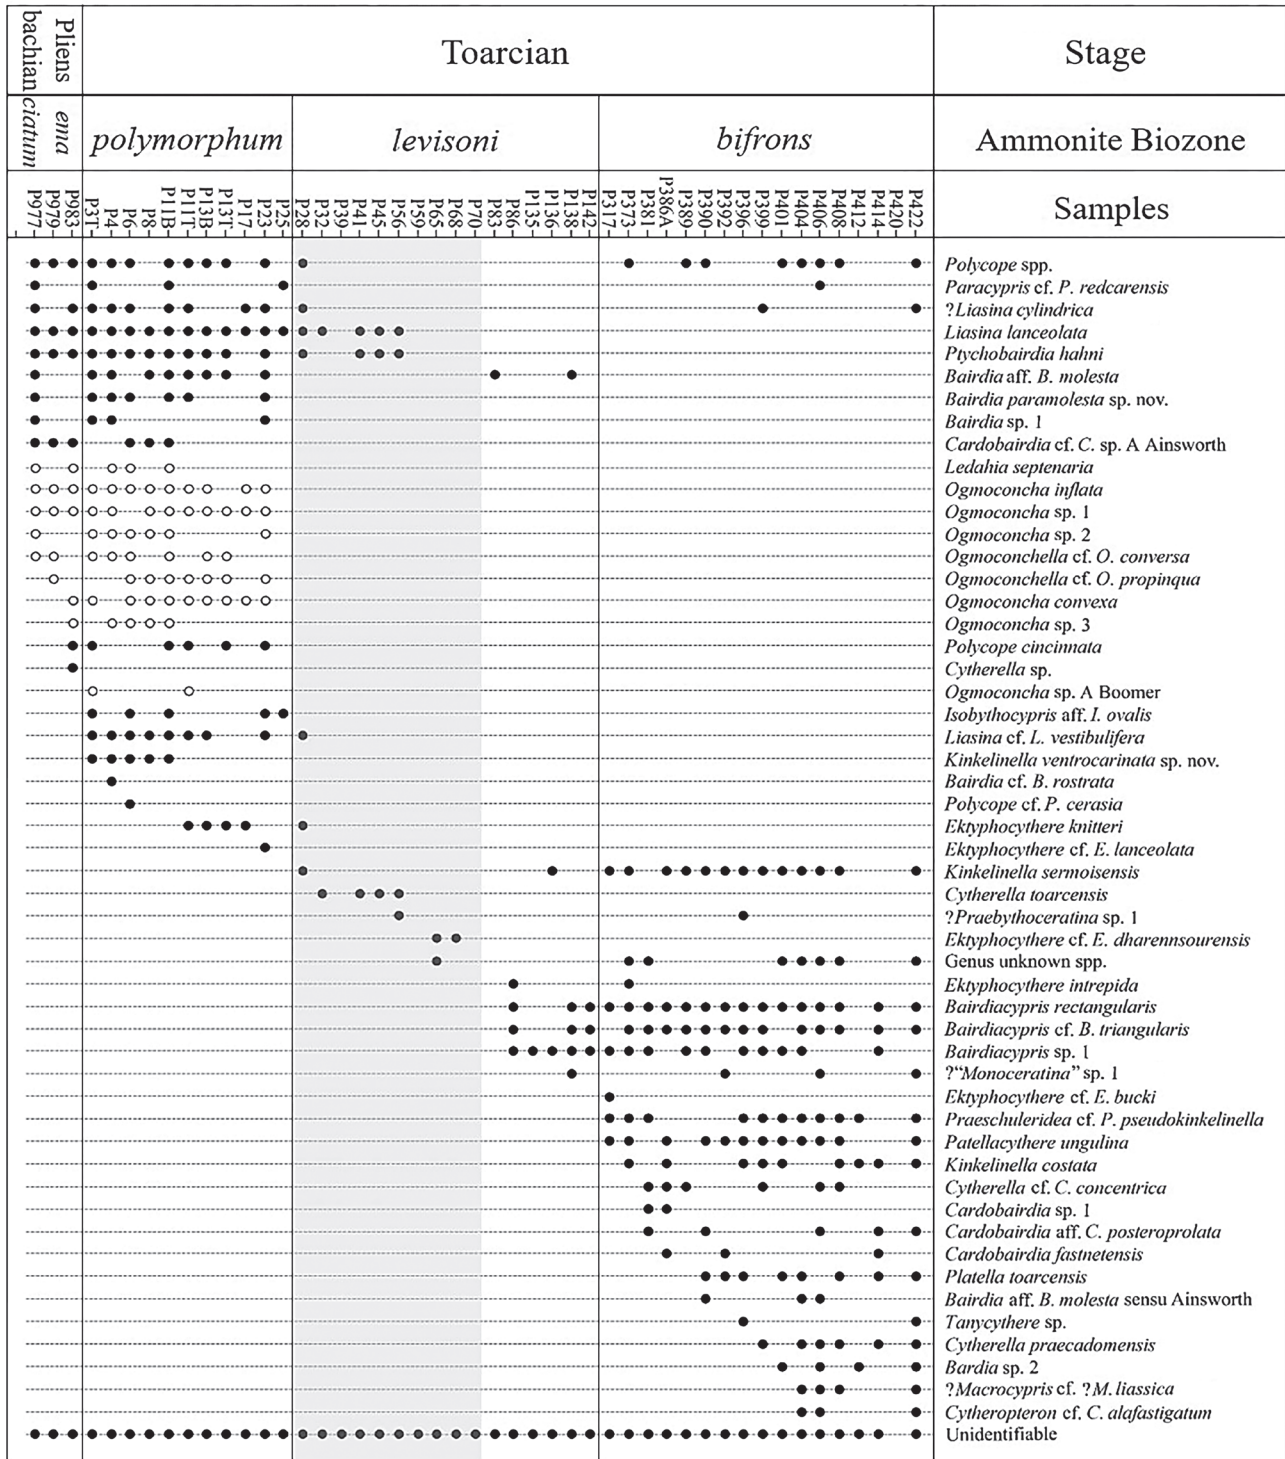 Pliens
bachian
Toarcian
Stage
ema
ciatum
polymorphum
levisoni
bifrons
Ammonite Biozone
P977
P979
P983
P3T
P4
P6
P8
P11B
P11T
P13B
P13T
P17
P23
P25
P28
P32
P39
P41
P45
P56
P59
P65
P68
P70
P83
P86
P135
P136
P138
P142
P317
P373
P381
P386A
P389
P390
P392
P396
P399
P401
P404
P406
P408
P412
P414
P420
P422
Samples
Polycope spp.
Paracypris cf. P. redcarensis
?Liasina cylindrica
Liasina lanceolata
Ptychobairdia hahni
Bairdia aff. B. molesta
Bairdia paramolesta sp. nov.
Bairdia sp. 1
Cardobairdia cf. C. sp. A Ainsworth
Ledahia septenaria
Ogmoconcha inflata
Ogmoconcha sp. 1
Ogmoconcha sp. 2
Ogmoconchella cf. O. conversa
Ogmoconchella cf. O. propinqua
Ogmoconcha convexa
Ogmoconcha sp. 3
Polycope cincinnata
Cytherella sp.
Ogmoconcha sp. A Boomer
Isobythocypris aff. I. ovalis
Liasina cf. L. vestibulifera
Kinkelinella ventrocarinata sp. nov.
Bairdia cf. B. rostrata
Polycope cf. P. cerasia
Ektyphocythere knitteri
Ektyphocythere cf. E. lanceolata
Kinkelinella sermoisensis
Cytherella toarcensis
?Praebythoceratina sp. 1
Ektyphocythere cf. E. dharennsourensis
Genus unknown spp.
Ektyphocythere intrepida
Bairdiacypris rectangularis
Bairdiacypris cf. B. triangularis
Bairdiacypris sp. 1
?“Monoceratina” sp. 1
Ektyphocythere cf. E. bucki
Praeschuleridea cf. P. pseudokinkelinella
Patellacythere ungulina
Kinkelinella costata
Cytherella cf. C. concentrica
Cardobairdia sp. 1
Cardobairdia aff. C. posteroprolata
Cardobairdia fastnetensis
Platella toarcensis
Bairdia aff. B. molesta sensu Ainsworth
Tanycythere sp.
Cytherella praecadomensis
Bardia sp. 2
?Macrocypris cf. ?M. liassica
Cytheropteron cf. C. alafastigatum
Unidentifiable